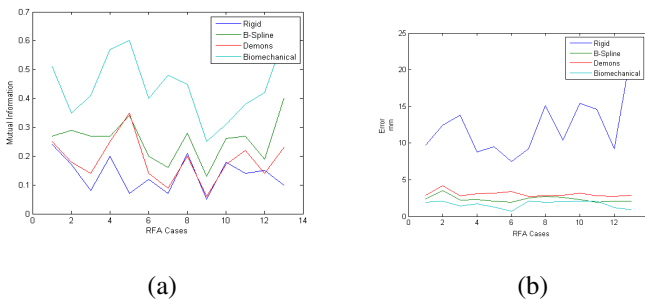 0.7
0.6
0.5
0.4
0.3
0.2
0.1
0
0 2 4 6 8 10 12 14
Mutual Information
RFA Cases
Rigid
B-Spline
Demons
Biomechanical
(a)
25
20
15
10
5
0
0 2 4 6 8 10 12
Error
mm
RFA Cases
Rigid
B-Spline
Demons
Biomechanical
(b)